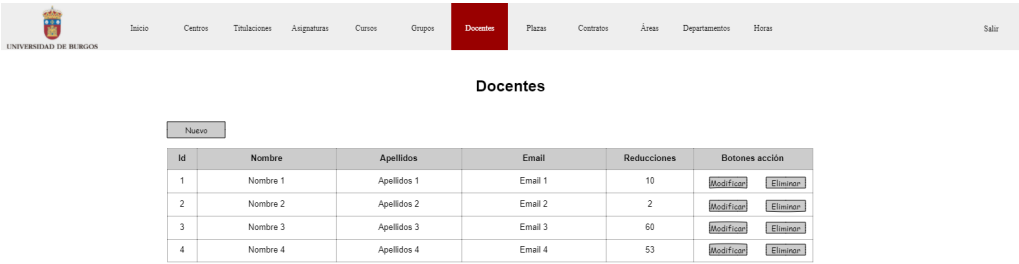 UNIVERSIDAD DE BURGOS
Inicio Centros Titulaciones Asignaturas Cursos Grupos Docentes Plazas Contratos Áreas Departamentos Horas Salir
Docentes
Nuevo
Id Nombre Apellidos Email Reducciones Botones acción
1 Nombre 1 Apellidos 1 Email 1 10 Modificar Eliminar
2 Nombre 2 Apellidos 2 Email 2 2 Modificar Eliminar
3 Nombre 3 Apellidos 3 Email 3 60 Modificar Eliminar
4 Nombre 4 Apellidos 4 Email 4 53 Modificar Eliminar